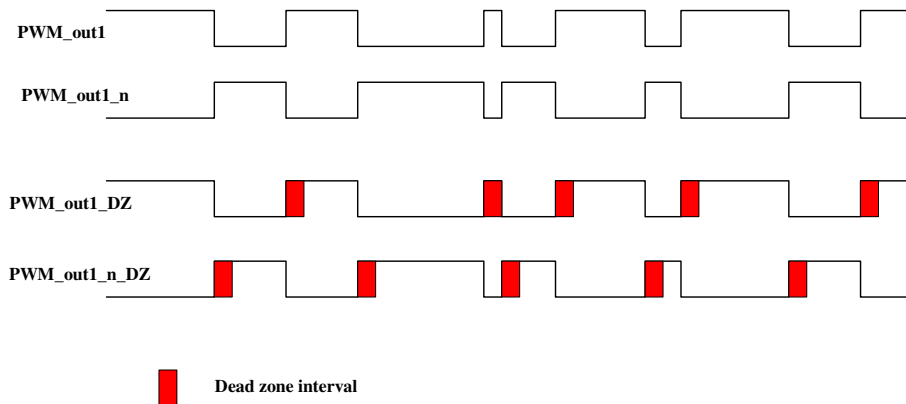 PWM_out1
PWM_out1_n
PWM_out1_DZ
PWM_out1_n_DZ
Dead zone interval